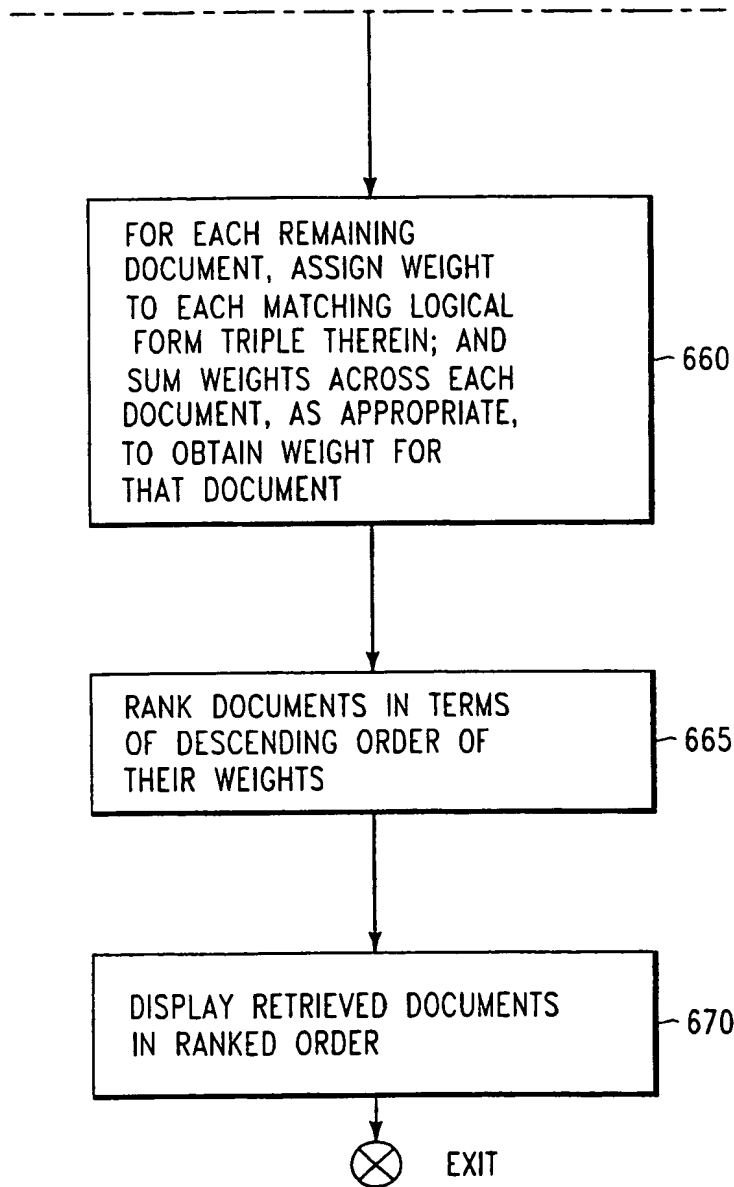 FOR EACH REMAINING
DOCUMENT, ASSIGN WEIGHT
TO EACH MATCHING LOGICAL
FORM TRIPLE THEREIN; AND
SUM WEIGHTS ACROSS EACH
DOCUMENT, AS APPROPRIATE,
TO OBTAIN WEIGHT FOR
THAT DOCUMENT
660
RANK DOCUMENTS IN TERMS
OF DESCENDING ORDER OF
THEIR WEIGHTS
665
DISPLAY RETRIEVED DOCUMENTS
IN RANKED ORDER
670
EXIT